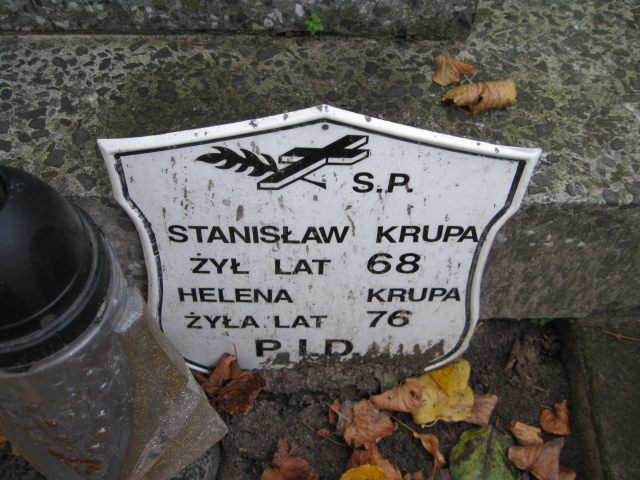 S.P.
STANISŁAW KRUPA
ŻYŁ LAT 68
HELENA KRUPA
ŻYŁA LAT 76
P.I.D.